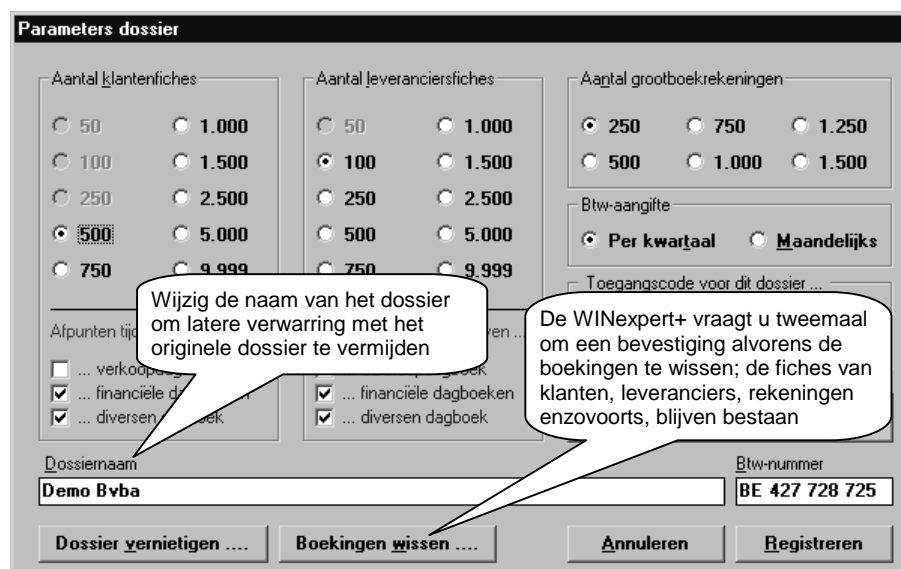 Parameters dossier
Aantal klantenfiches
50 1.000
100 1.500
250 2.500
500 5.000
750 9.999
Aantal leveranciersfiches
50 1.000
100 1.500
250 2.500
500 5.000
750 9.999
Aantal grootboekrekeningen
250 750 1.250
500 1.000 1.500
Btw-aangifte
Per kwartaal Maandelijks
Toegangscode voor dit dossier ...
Wijzig de naam van het dossier
om latere verwarring met het
originele dossier te vermijden
De WINexpert+ vraagt u tweemaal
om een bevestiging alvorens de
boekingen te wissen; de fiches van
klanten, leveranciers, rekeningen
enzovoorts, blijven bestaan
Afpunten
... financiële
... diversen
... financiële dagboeken
... diversen dagboek
Dossiernaam
Demo Bvba
Btw-nummer
BE 427 728 725
Dossier vernietigen .... Boekingen wissen .... Annuleren Registreren